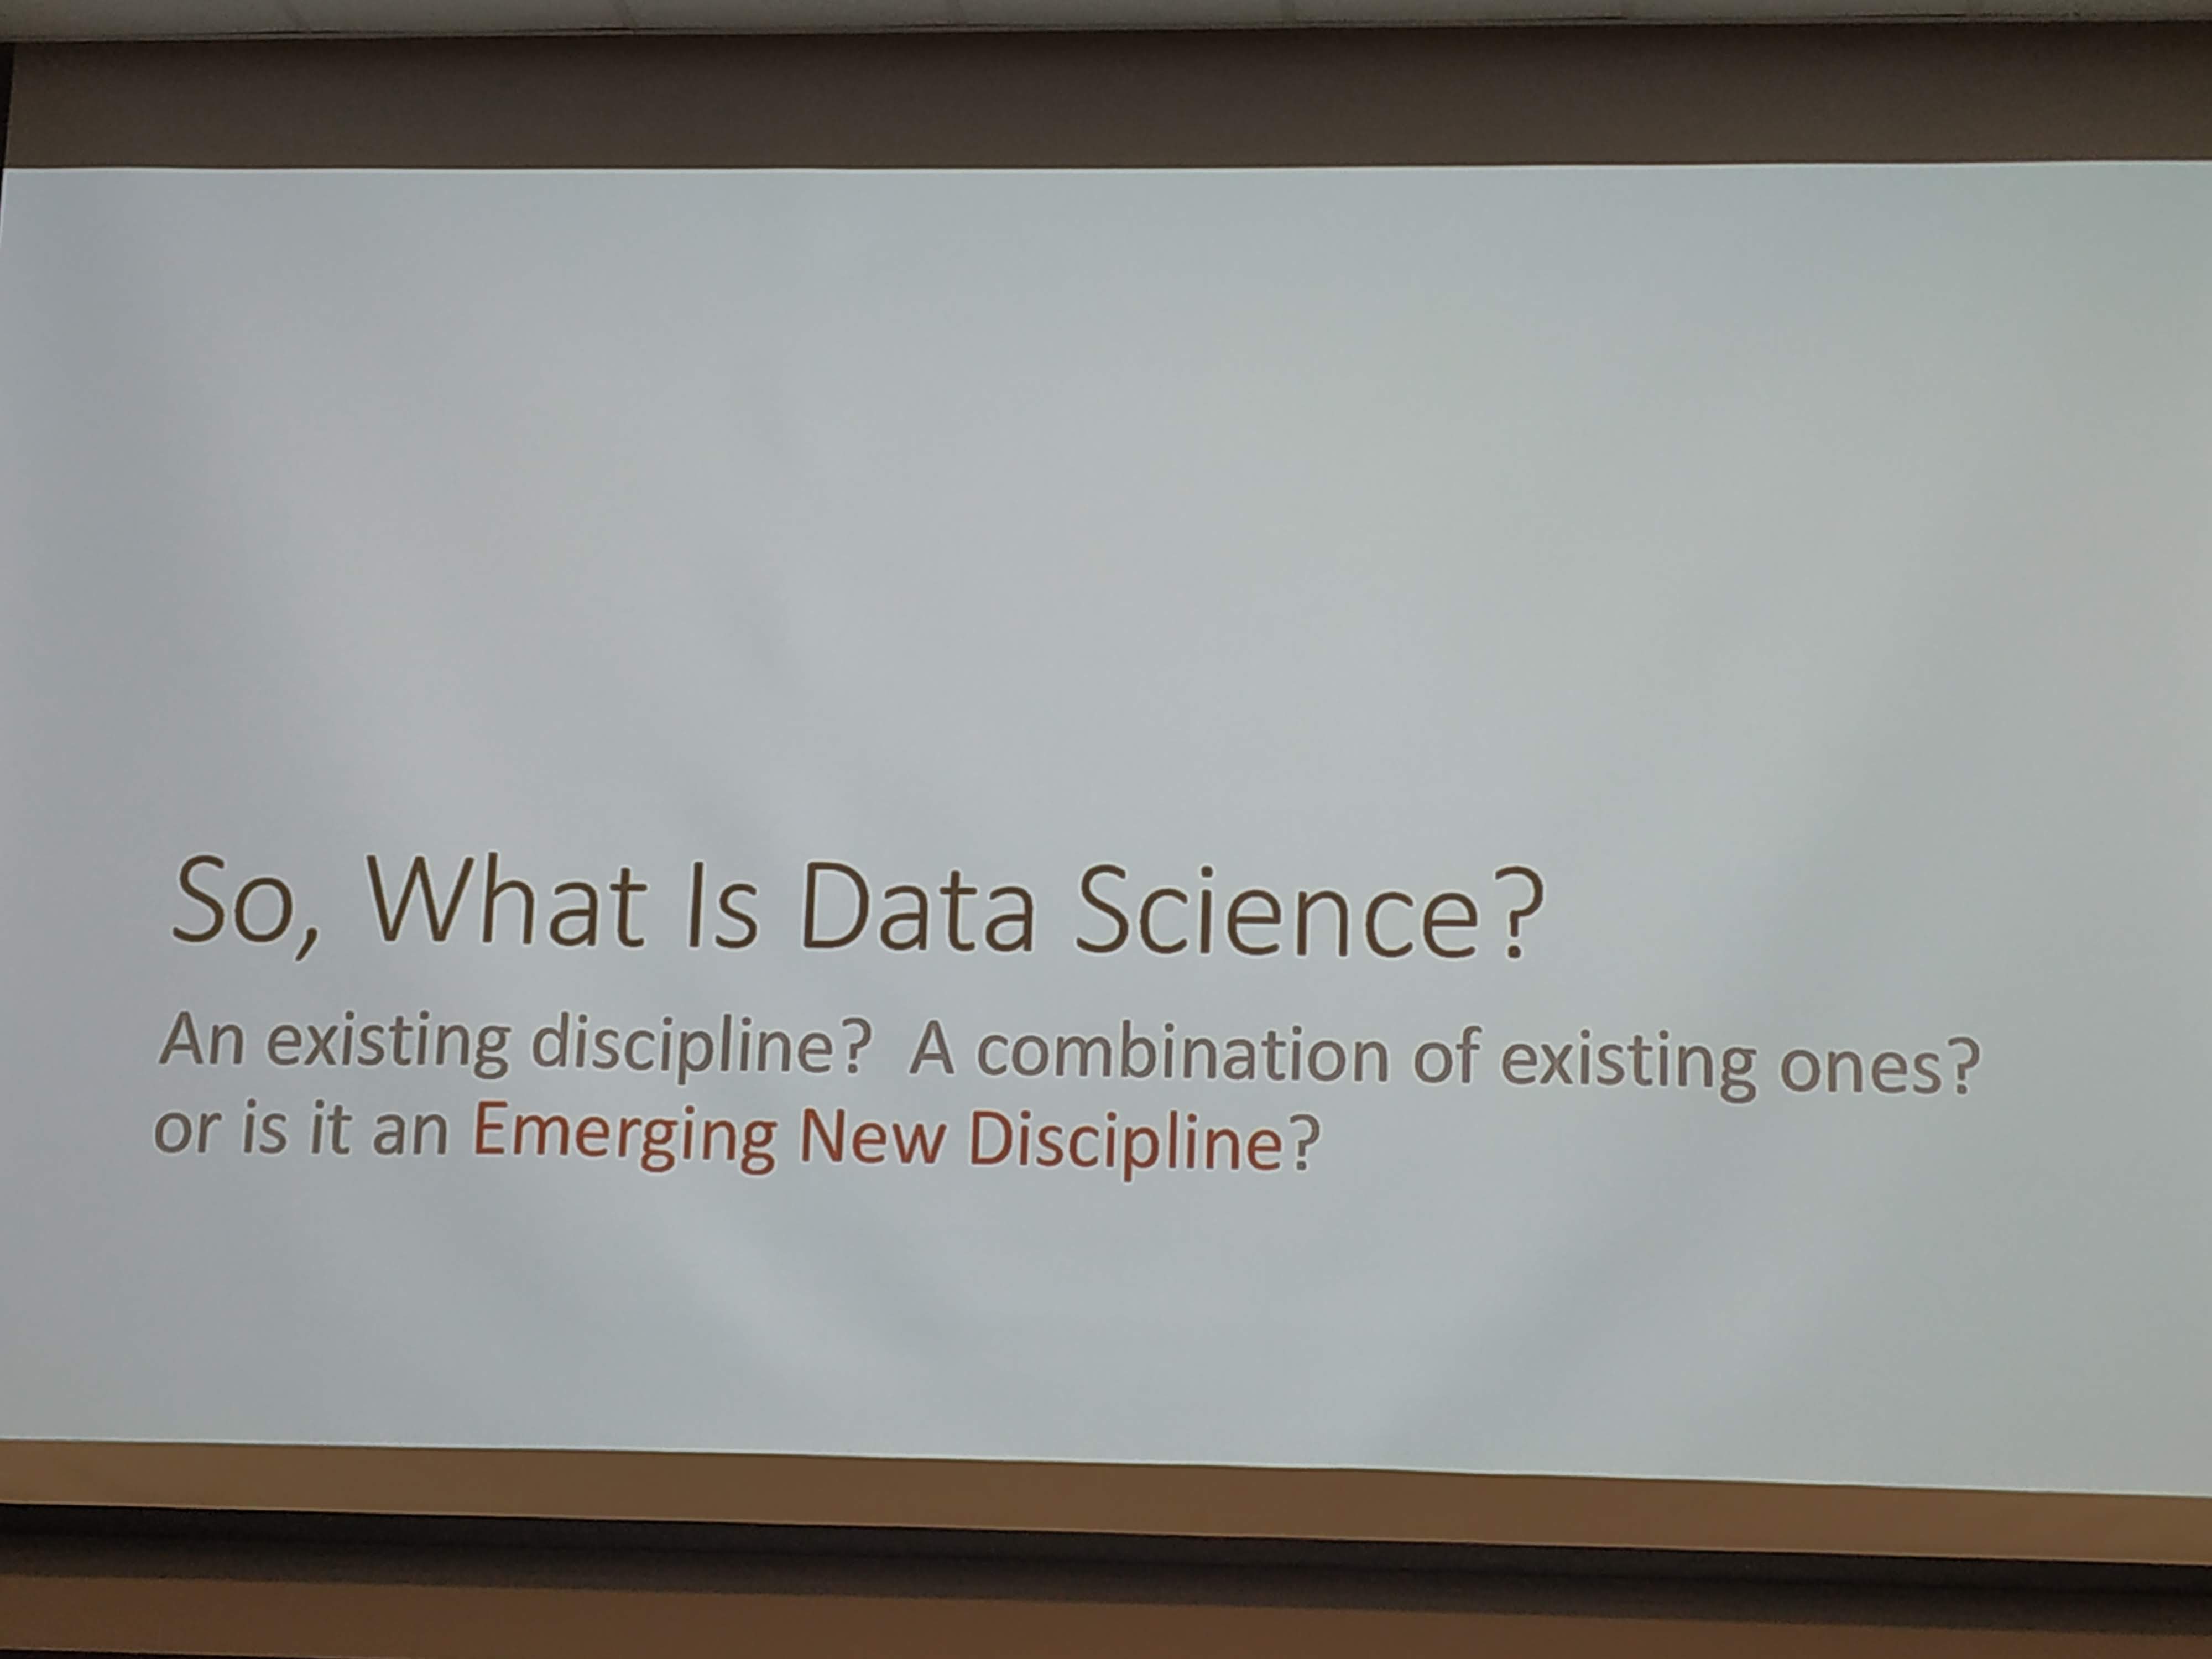 So, What Is Data Science?
An existing discipline? A combination of existing ones?
or is it an Emerging New Discipline?